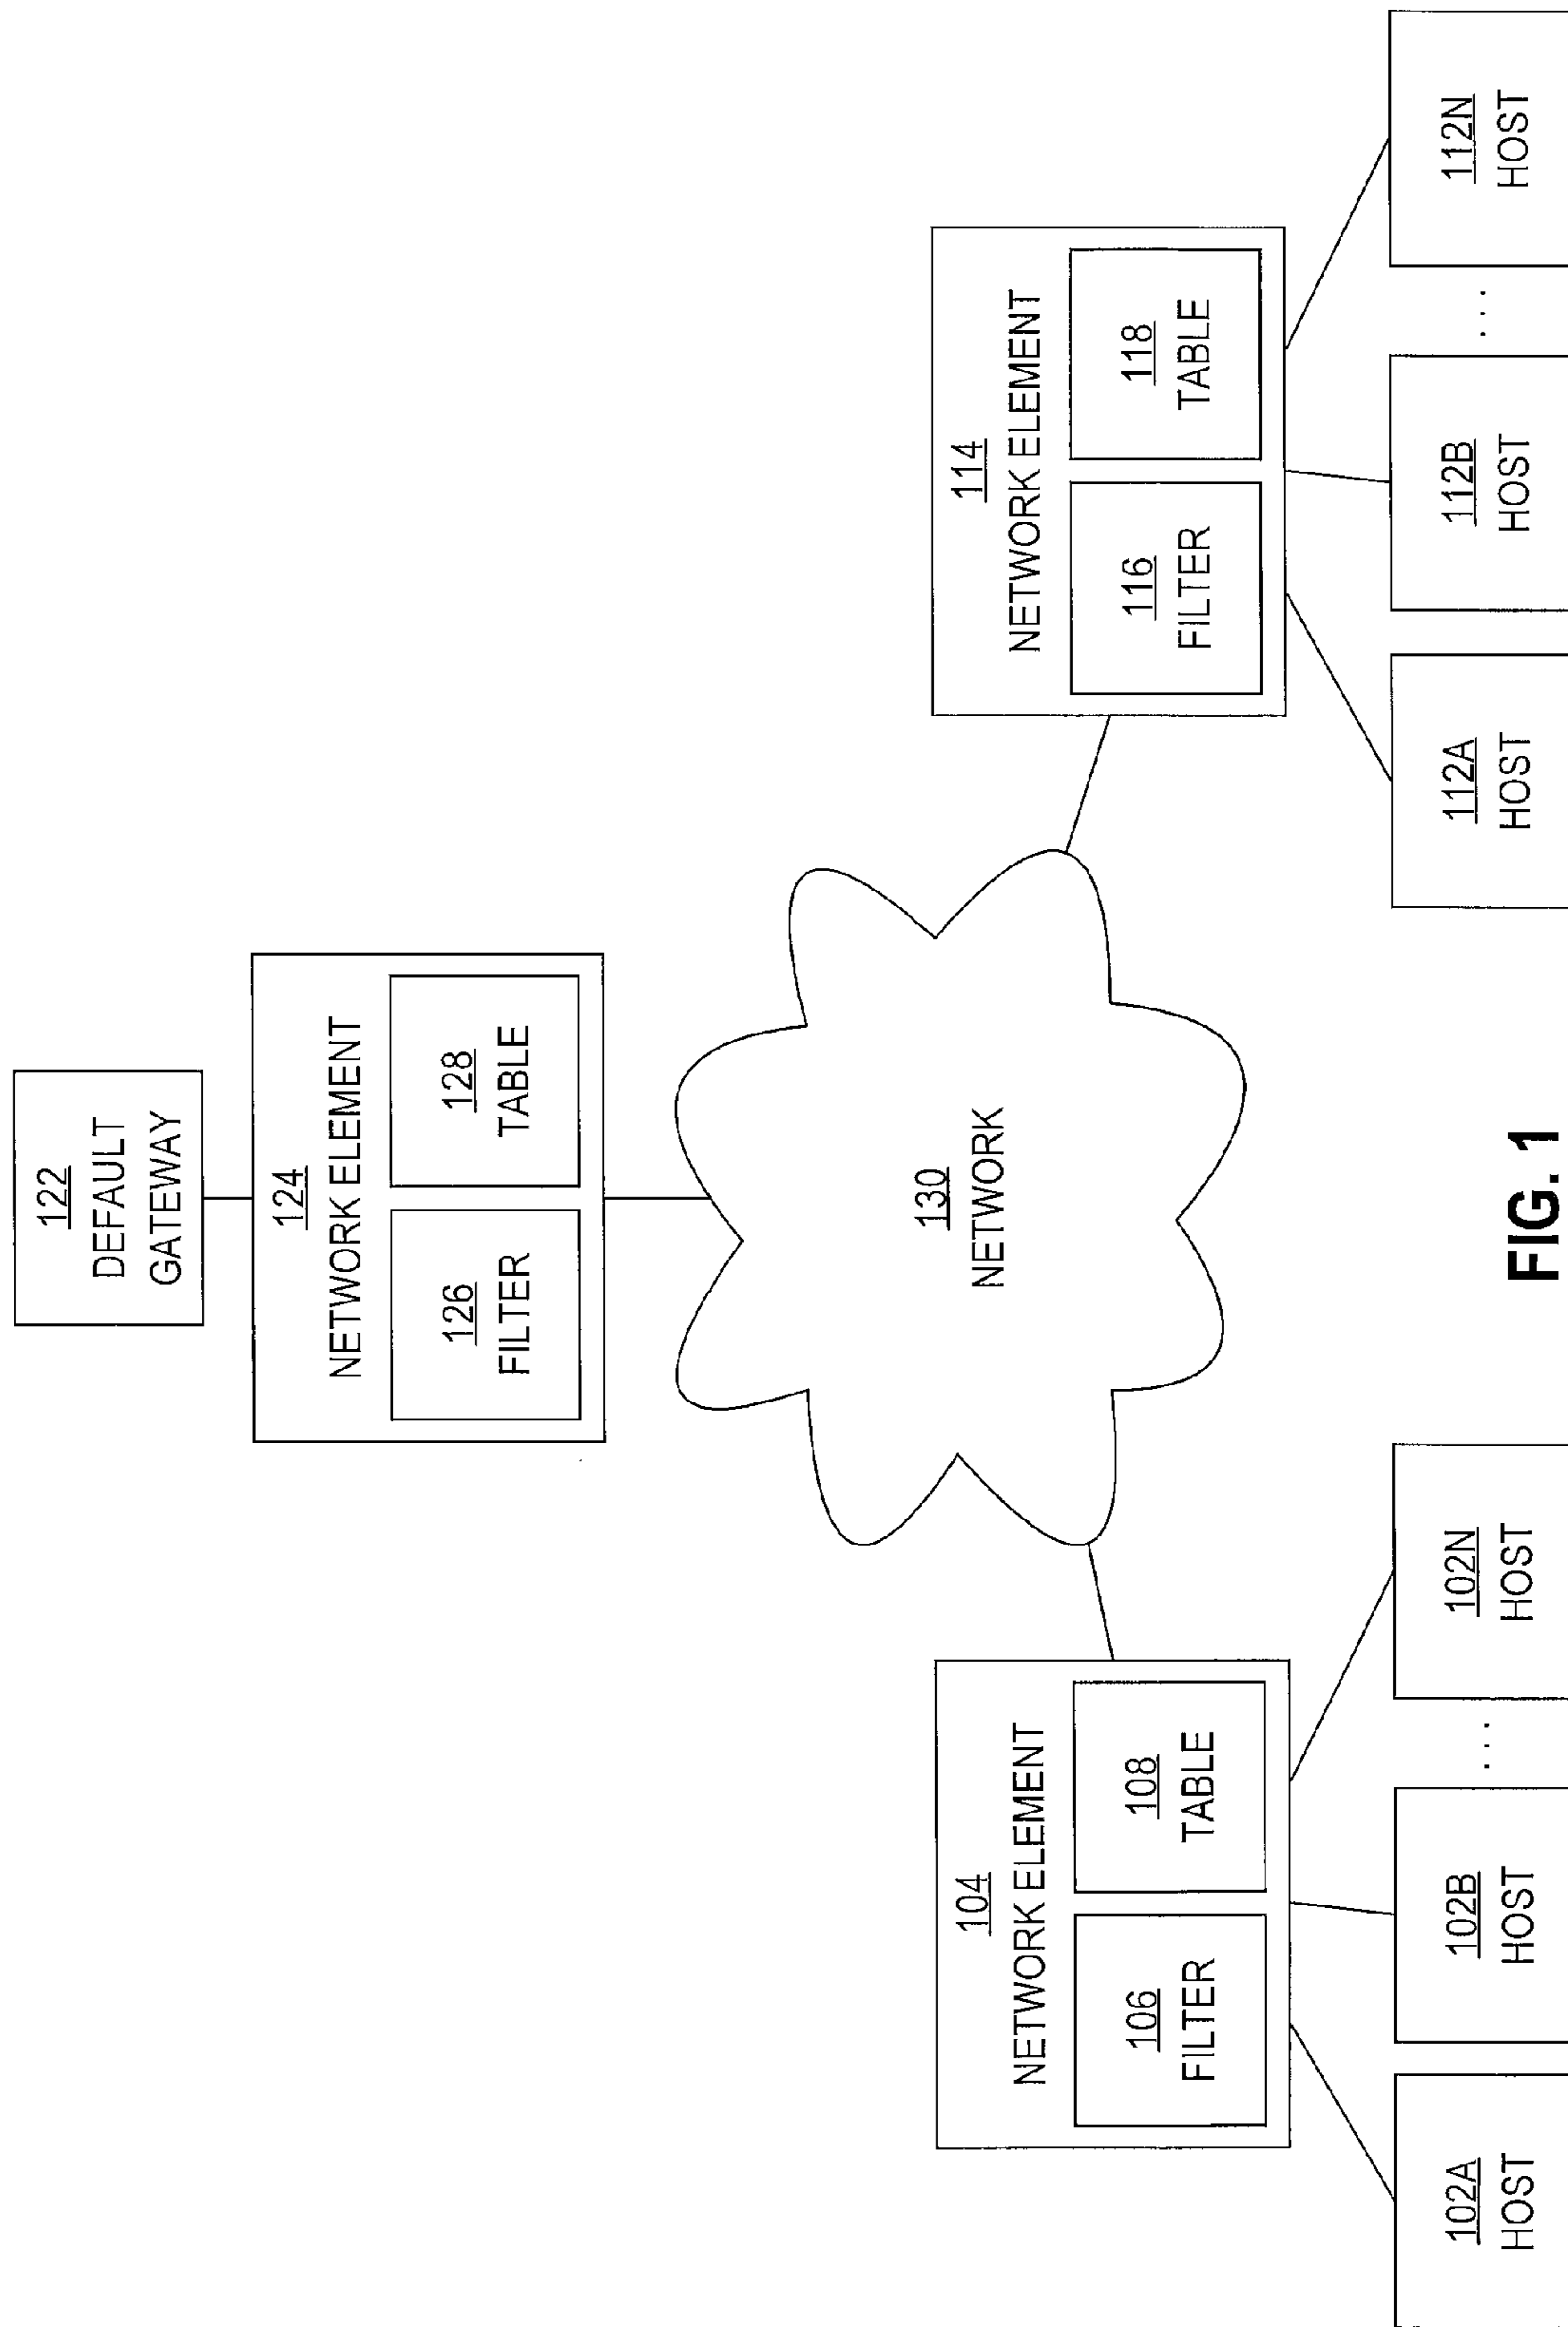 122
DEFAULT
GATEWAY
124
NETWORK ELEMENT
126
FILTER
128
TABLE
130
NETWORK
104
NETWORK ELEMENT
106
FILTER
108
TABLE
114
NETWORK ELEMENT
116
FILTER
118
TABLE
102A
HOST
102B
HOST
...
102N
HOST
112A
HOST
112B
HOST
...
112N
HOST
FIG. 1